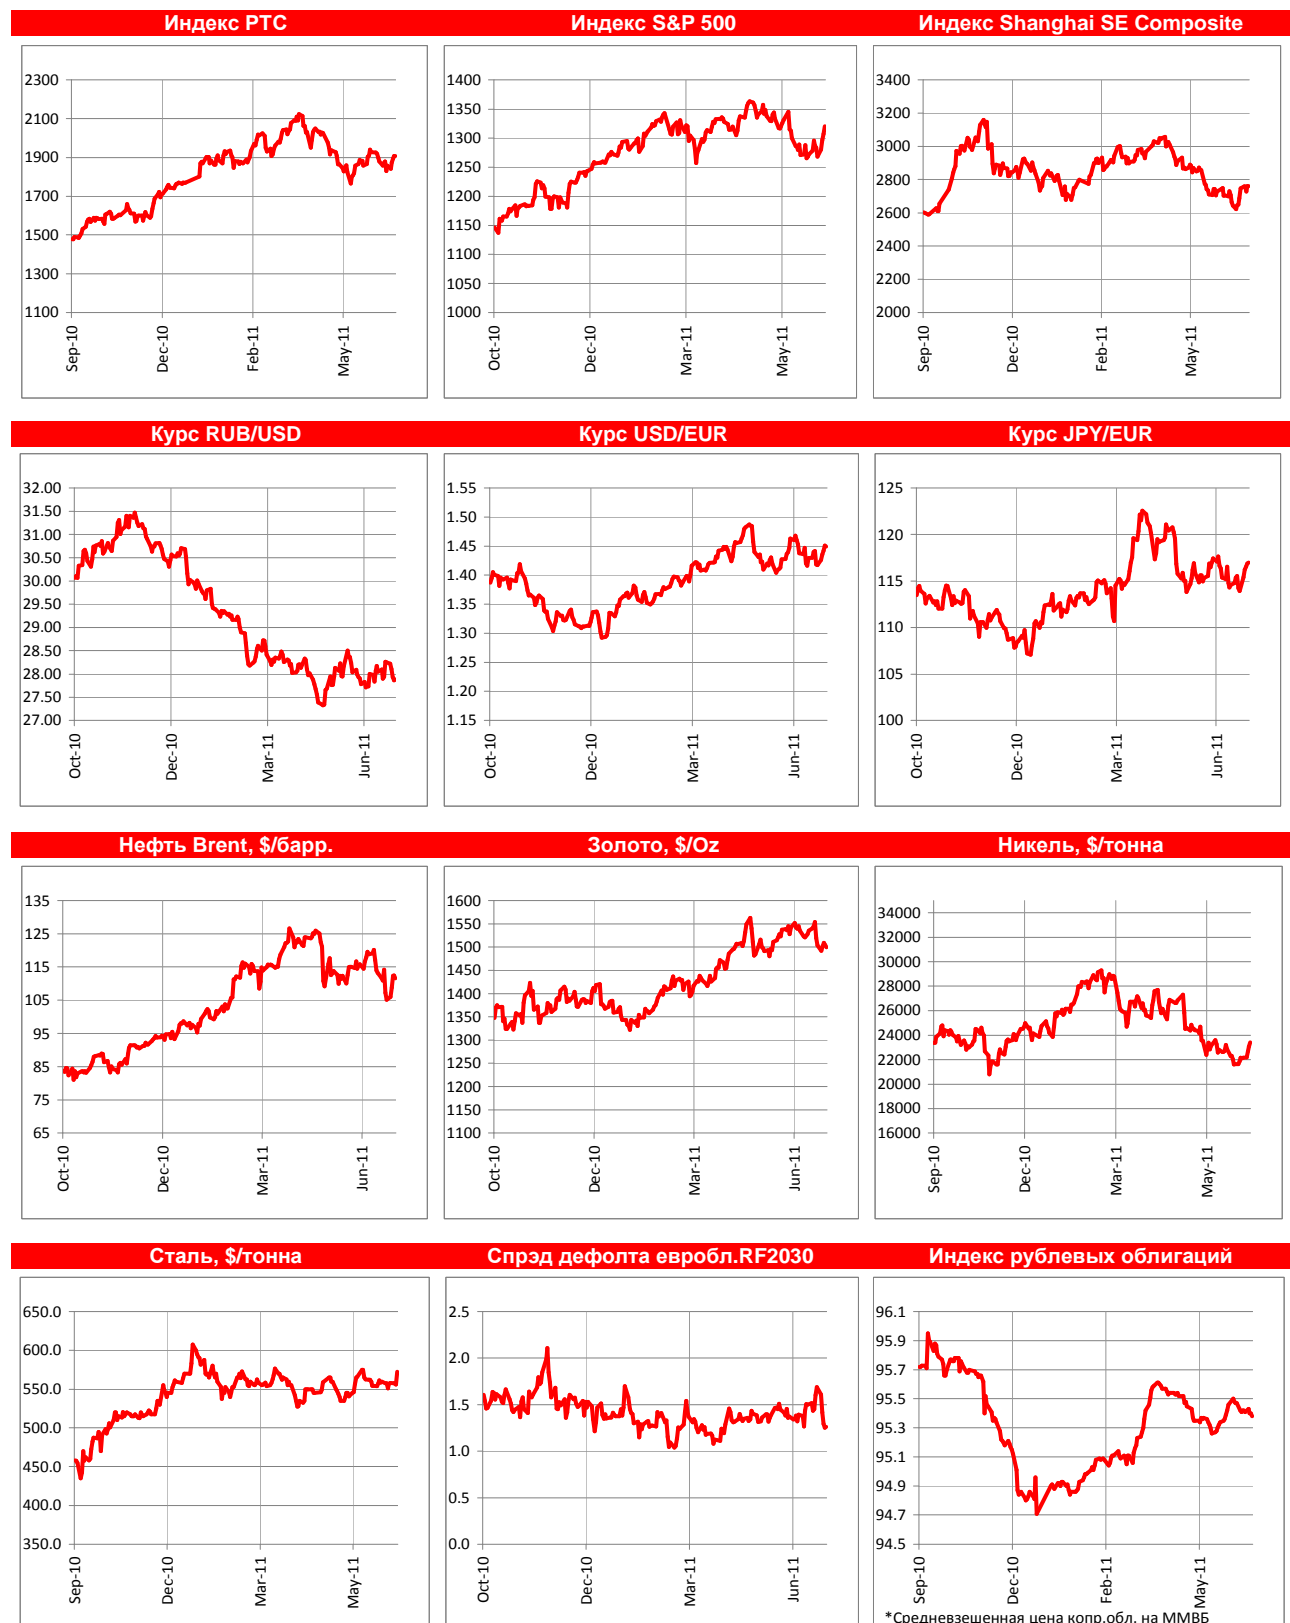 Индекс РТС
Индекс S&P 500
Индекс Shanghai SE Composite
2300
2100
1900
1700
1500
1300
1100
Sep-10
Dec-10
Feb-11
May-11
1400
1350
1300
1250
1200
1150
1100
1050
1000
Oct-10
Dec-10
Mar-11
May-11
3400
3200
3000
2800
2600
2400
2200
2000
Sep-10
Dec-10
Feb-11
May-11
Курс RUB/USD
Курс USD/EUR
Курс JPY/EUR
32.00
31.50
31.00
30.50
30.00
29.50
29.00
28.50
28.00
27.50
27.00
Oct-10
Dec-10
Mar-11
Jun-11
1.55
1.50
1.45
1.40
1.35
1.30
1.25
1.20
1.15
Oct-10
Dec-10
Mar-11
Jun-11
125
120
115
110
105
100
Oct-10
Dec-10
Mar-11
Jun-11
Нефть Brent, $/барр.
Золото, $/Oz
Никель, $/тонна
135
125
115
105
95
85
75
65
Oct-10
Dec-10
Mar-11
Jun-11
1600
1550
1500
1450
1400
1350
1300
1250
1200
1150
1100
Oct-10
Dec-10
Mar-11
Jun-11
34000
32000
30000
28000
26000
24000
22000
20000
18000
16000
Sep-10
Dec-10
Mar-11
May-11
Сталь, $/тонна
Спрэд дефолта евробл.RF2030
Индекс рублевых облигаций
650.0
600.0
550.0
500.0
450.0
400.0
350.0
Sep-10
Dec-10
Mar-11
May-11
2.5
2.0
1.5
1.0
0.5
0.0
Oct-10
Dec-10
Mar-11
Jun-11
96.1
95.9
95.7
95.5
95.3
95.1
94.9
94.7
94.5
Sep-10
Dec-10
Feb-11
May-11
*Средневзешенная цена копр.обл. на ММВБ